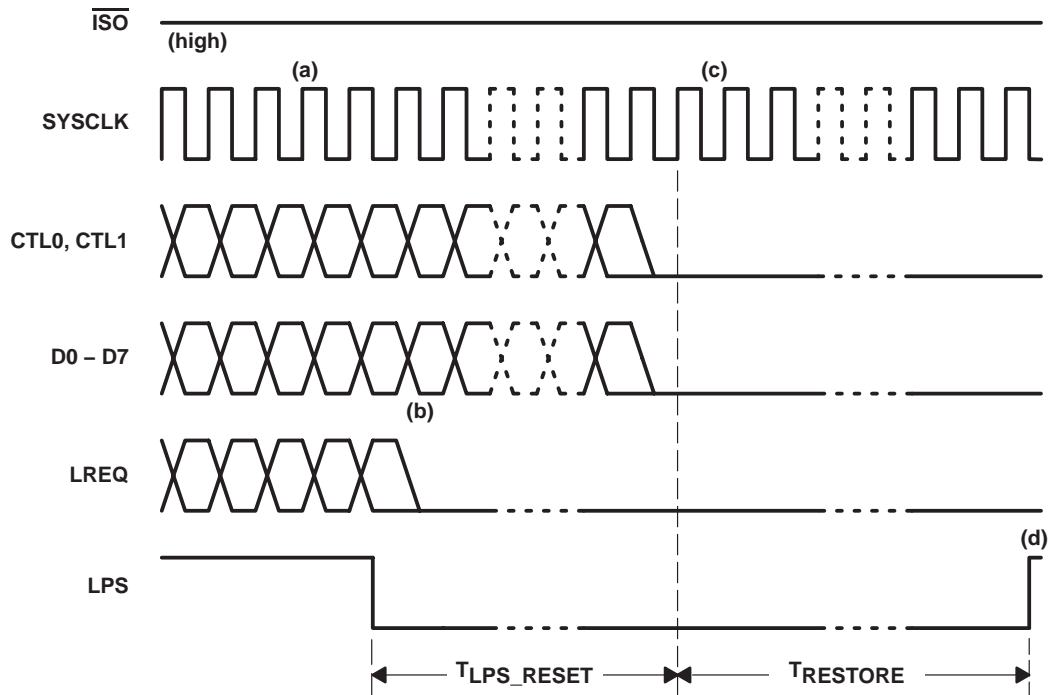 ISO
(high)
(a)
(c)
SYSCLK
CTL0, CTL1
D0 – D7
(b)
LREQ
(d)
LPS
TLPS_RESET
TRESTORE